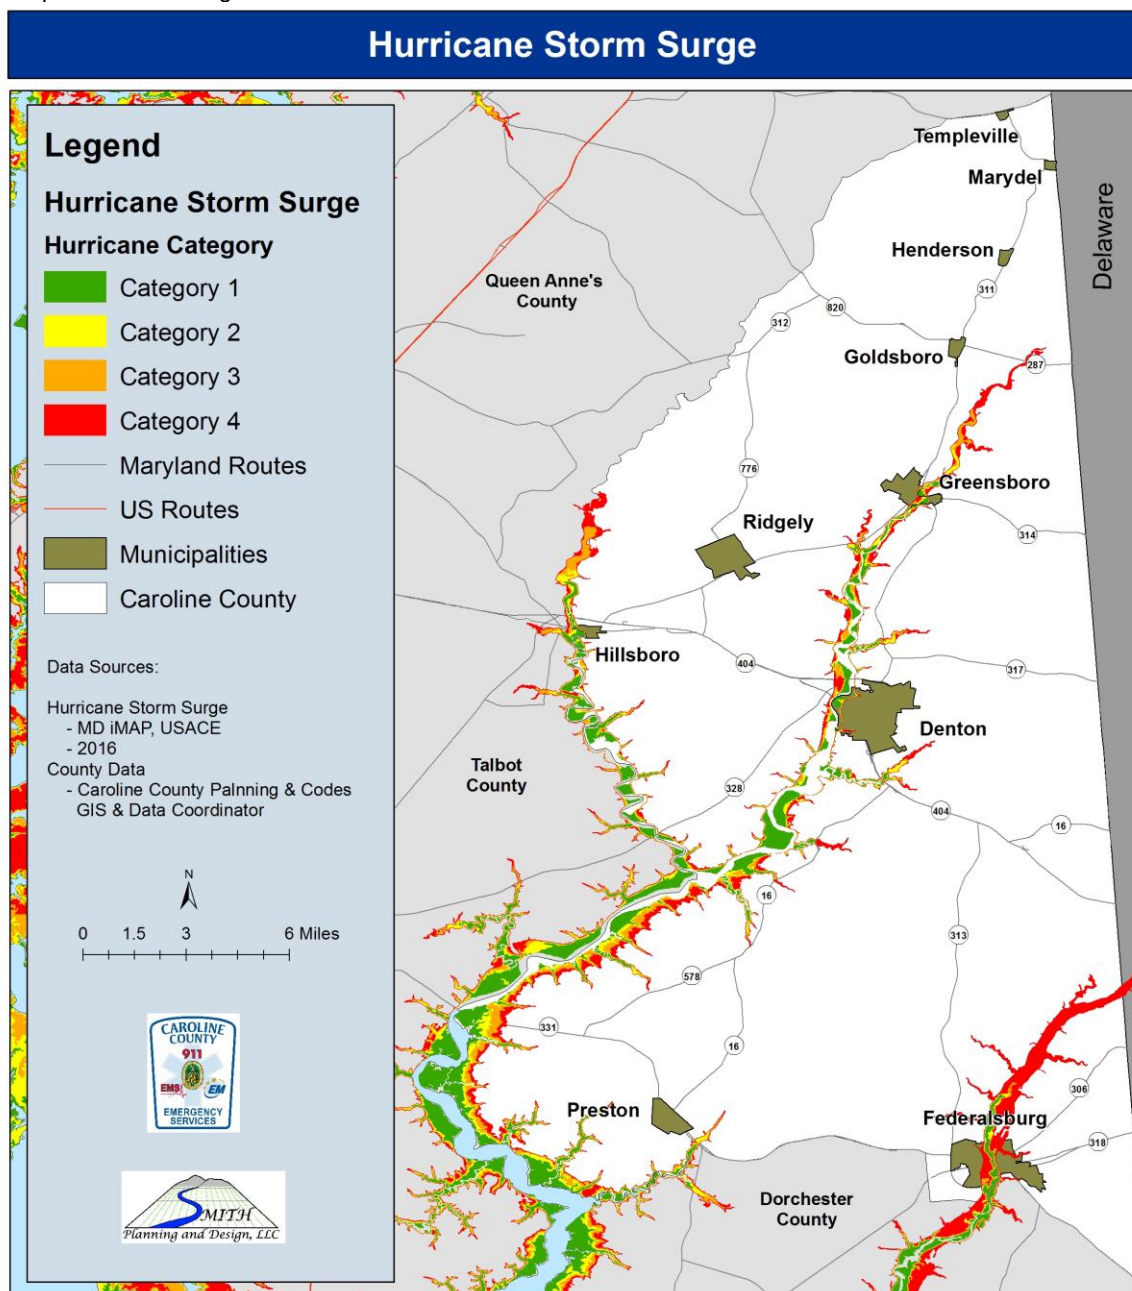 Hurricane Storm Surge
Legend
Hurricane Storm Surge
Hurricane Category
Category 1
Category 2
Category 3
Category 4
Maryland Routes
US Routes
Municipalities
Caroline County
Data Sources:
Hurricane Storm Surge
- MD iMAP, USACE
- 2016
County Data
- Caroline County Palnning & Codes
GIS & Data Coordinator
N
0 1.5 3 6 Miles
CAROLINE
COUNTY
911
EMS
EM
EMERGENCY
SERVICES
SMITH
Planning and Design, LLC
Templeville
Marydel
Delaware
Henderson
Queen Anne's
County
311
820
312
Goldsboro
287
776
Greensboro
Ridgely
314
Hillsboro
404
317
Denton
Talbot
County
328
404
16
16
313
578
331
16
306
Preston
Federalsburg
318
Dorchester
County